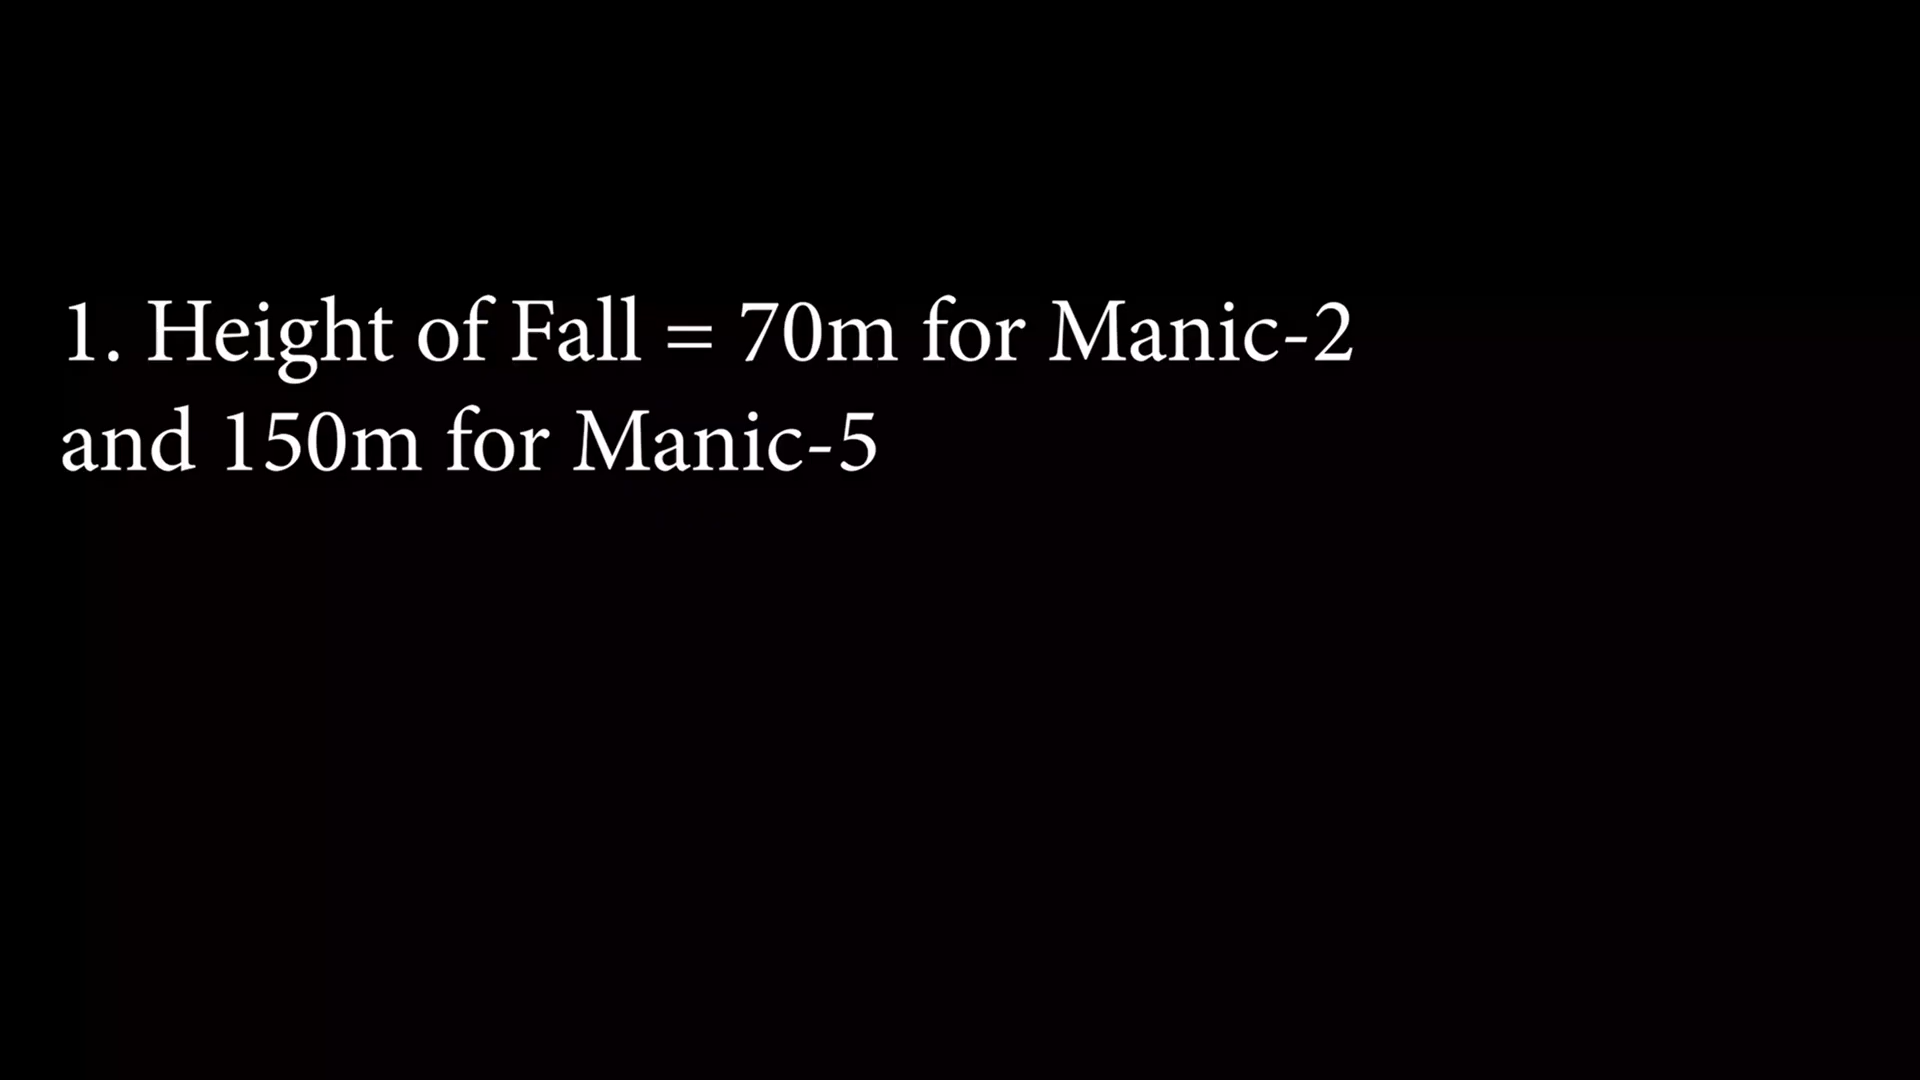 1. Height of Fall = 70m for Manic-2
and 150m for Manic-5